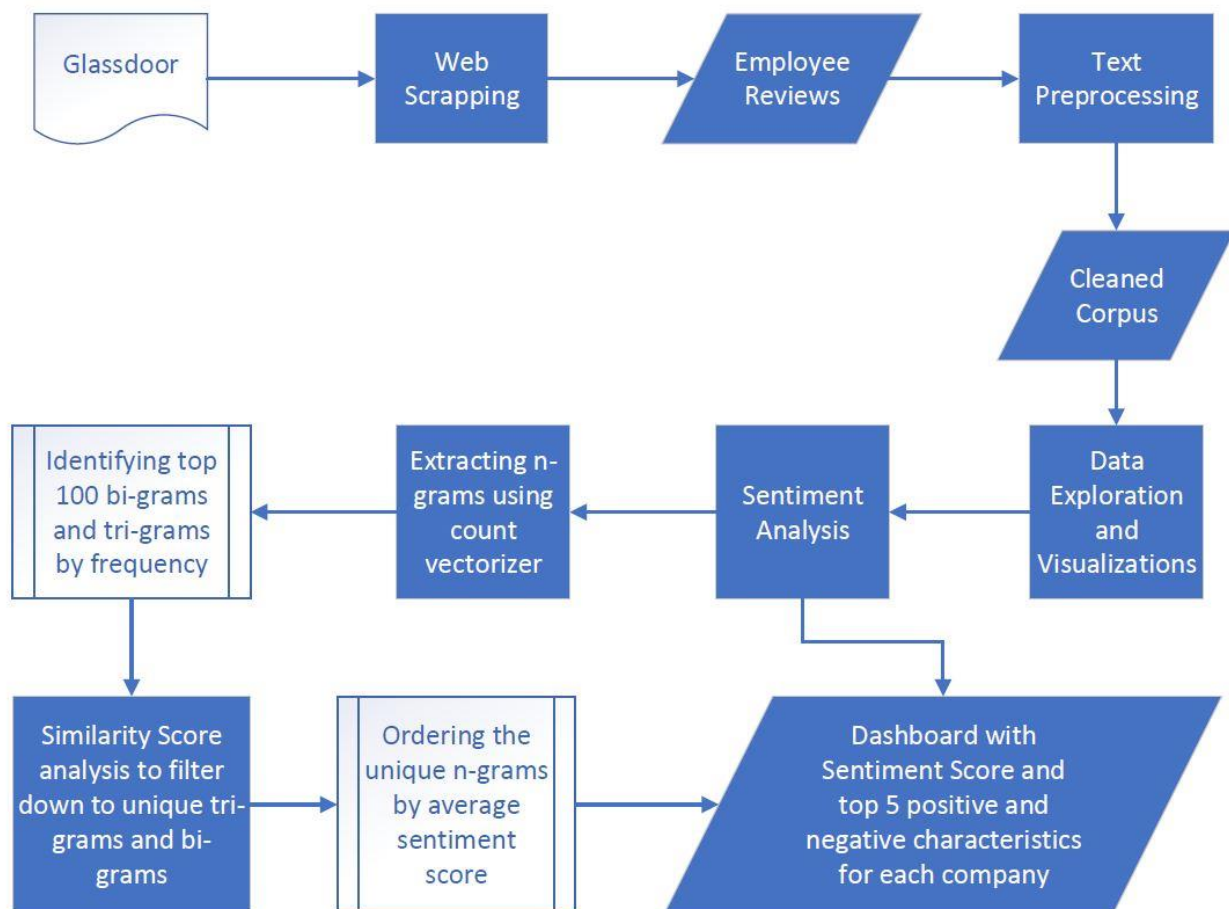 Glassdoor
Web
Scrapping
Employee
Reviews
Text
Preprocessing
Cleaned
Corpus
Data
Exploration
and
Visualizations
Sentiment
Analysis
Extracting n-
grams using
count
vectorizer
Identifying top
100 bi-grams
and tri-grams
by frequency
Similarity Score
analysis to filter
down to unique tri-
grams and bi-
grams
Ordering the
unique n-grams
by average
sentiment
score
Dashboard with
Sentiment Score and
top 5 positive and
negative characteristics
for each company